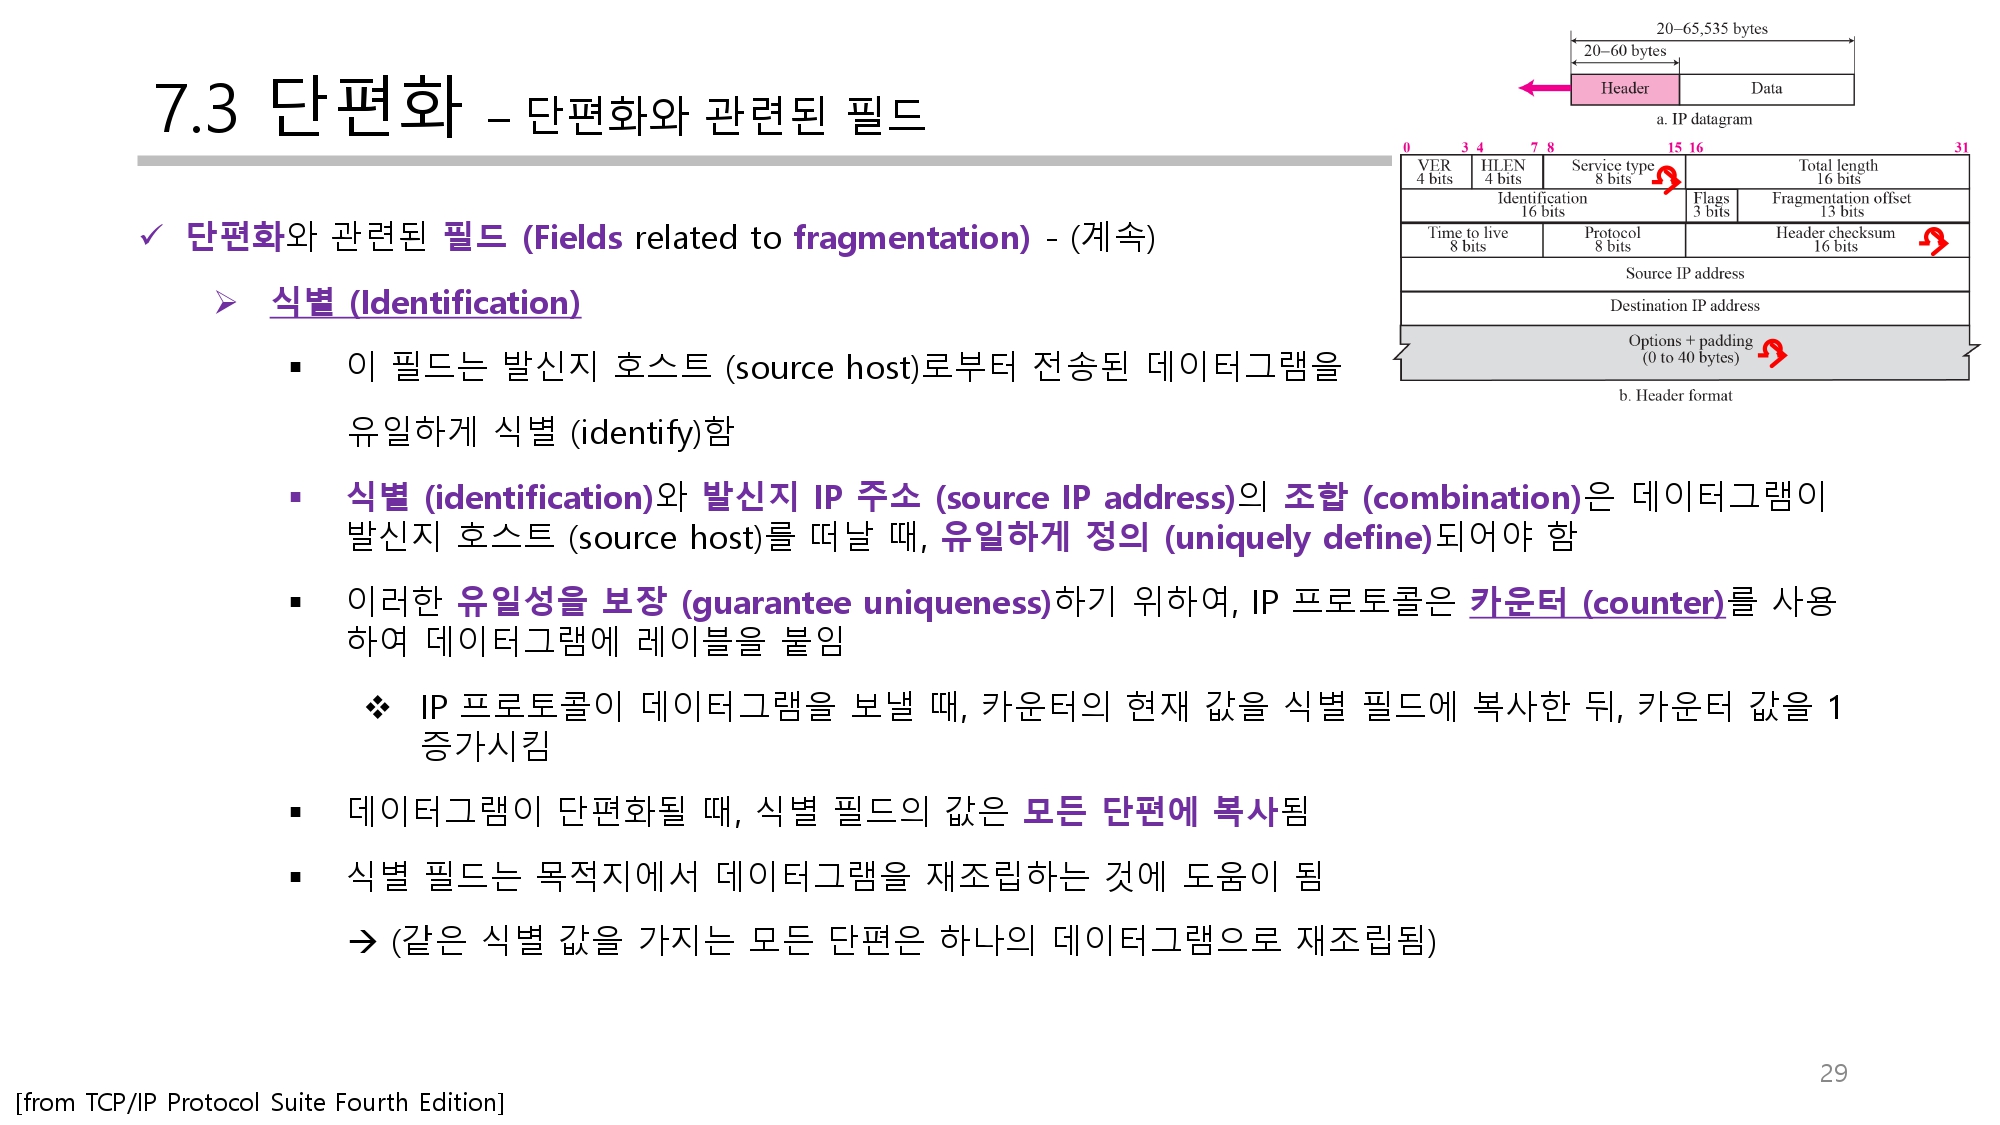 7.3 단편화 – 단편화와 관련된 필드
20–65,535 bytes
20–60 bytes
Header
Data
a. IP datagram
0 3 4 7 8 15 16 31
VER
4 bits
HLEN
4 bits
Service type
8 bits
Total length
16 bits
Identification
16 bits
Flags
3 bits
Fragmentation offset
13 bits
Time to live
8 bits
Protocol
8 bits
Header checksum
16 bits
Source IP address
Destination IP address
Options + padding
(0 to 40 bytes)
b. Header format
✓ 단편화와 관련된 필드 (Fields related to fragmentation) - (계속)
➢ 식별 (Identification)
▪ 이 필드는 발신지 호스트 (source host)로부터 전송된 데이터그램을
유일하게 식별 (identify)함
▪ 식별 (identification)와 발신지 IP 주소 (source IP address)의 조합 (combination)은 데이터그램이
발신지 호스트 (source host)를 떠날 때, 유일하게 정의 (uniquely define)되어야 함
▪ 이러한 유일성을 보장 (guarantee uniqueness)하기 위하여, IP 프로토콜은 카운터 (counter)를 사용
하여 데이터그램에 레이블을 붙임
❖ IP 프로토콜이 데이터그램을 보낼 때, 카운터의 현재 값을 식별 필드에 복사한 뒤, 카운터 값을 1
증가시킴
▪ 데이터그램이 단편화될 때, 식별 필드의 값은 모든 단편에 복사됨
▪ 식별 필드는 목적지에서 데이터그램을 재조립하는 것에 도움이 됨
→ (같은 식별 값을 가지는 모든 단편은 하나의 데이터그램으로 재조립됨)
29
[from TCP/IP Protocol Suite Fourth Edition]